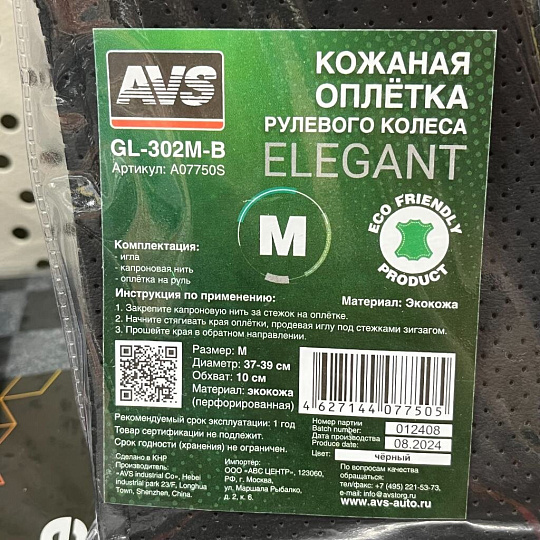 AVS
КОЖАНАЯ
ОПЛЁТКА
РУЛЕВОГО КОЛЕСА
ELEGANT
GL-302M-B
Артикул: A07750S
M
ECO FRIENDLY
PRODUCT
Комплектация:
- игла
- капроновая нить
- оплётка на руль
Материал: Экокожа
Инструкция по применению:
1. Закрепите капроновую нить за стежок на оплётке.
2. Начните стягивать края оплётки, продевая иглу под стежками зигзагом.
3. Прошейте края в обратном направлении.
Размер: M
Диаметр: 37-39 см
Обхват: 10 см
Материал: экокожа
(перфорированная)
4 627144 077505
Рекомендуемый срок эксплуатации: 1 год
Товар сертификации не подлежит.
Срок годности (хранения) не ограничен.
Номер партии
Batch number: 012408
Дата производства
Produce date: 08.2024
Цвет: чёрный
Сделано в КНР
Производитель:
«AVS industrial Co», Hebei
industrial park 23/F, Longhua
Town, Shenzhen, China.
Импортер:
ООО «АВС ЦЕНТР», 123060,
РФ, г. Москва,
ул. Маршала Рыбалко,
д. 2, к. 6.
По вопросам качества
обращаться:
тел/факс: +7 (495) 221-53-73,
e-mail: info@avstorg.ru
www.avs-auto.ru
e